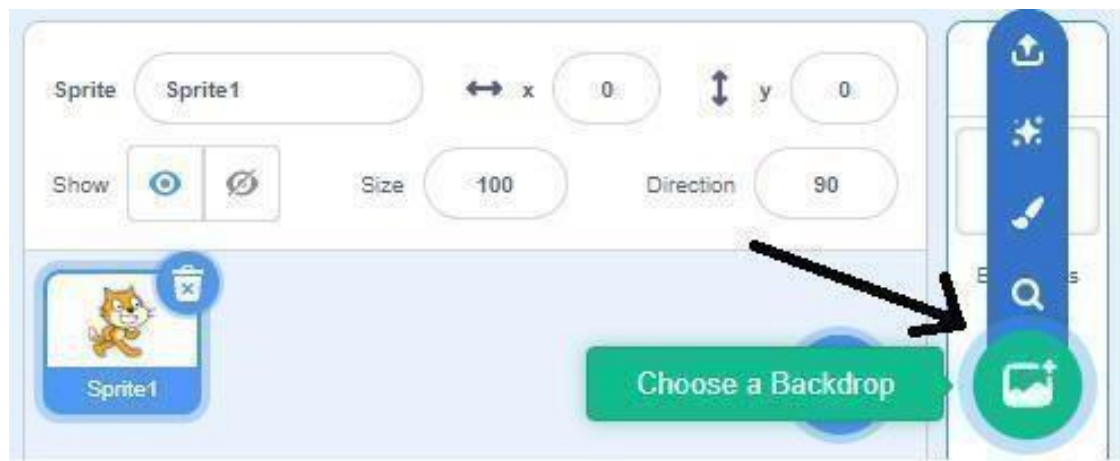 Sprite Sprite1 x 0 y 0
Show Size 100 Direction 90
Sprite1
Choose a Backdrop